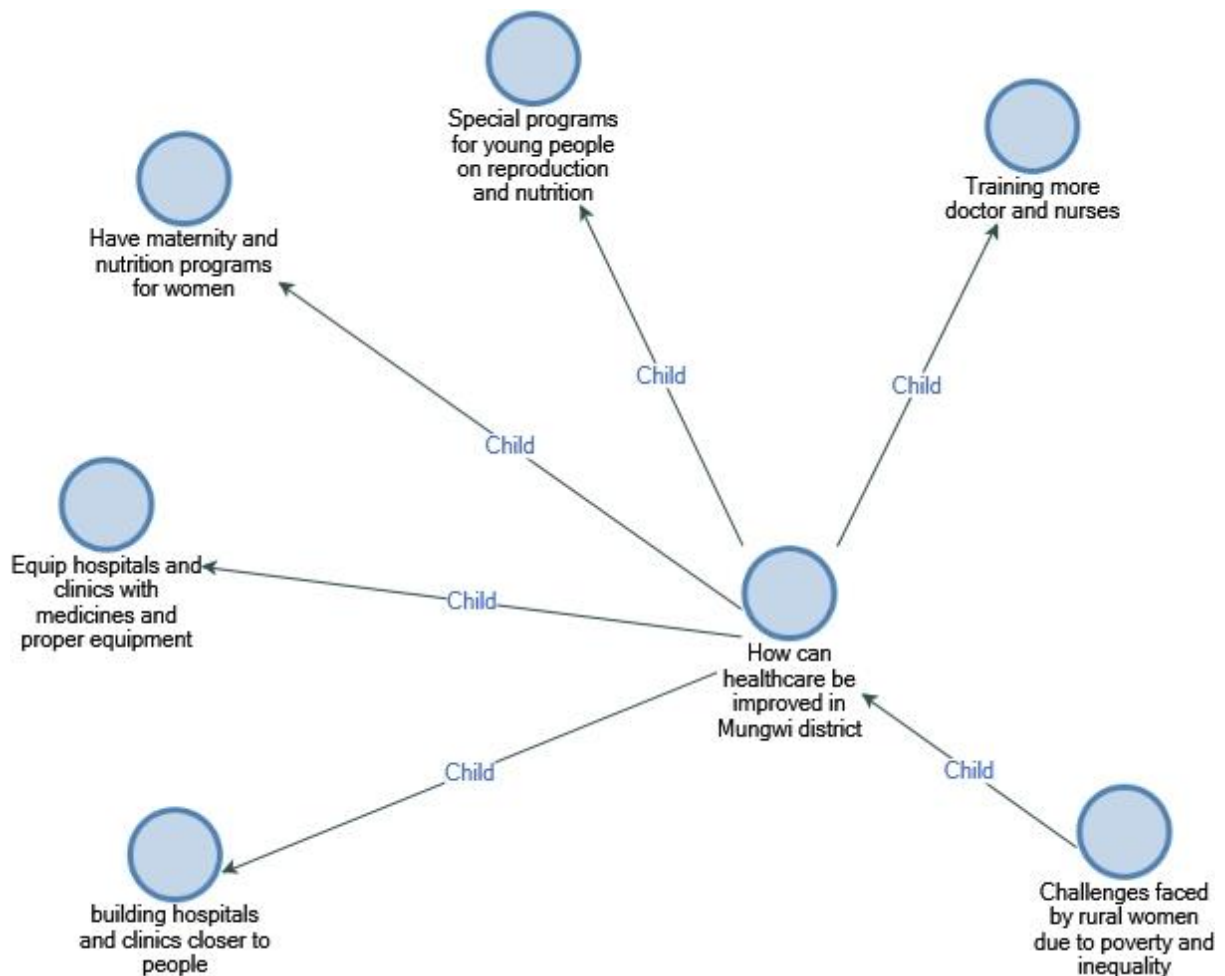 Special programs
for young people
on reproduction
and nutrition
Training more
doctor and nurses
Have maternity and
nutrition programs
for women
Child
Child
Child
Equip hospitals and
clinics with
medicines and
proper equipment
Child
How can
healthcare be
improved in
Mungwi district
Child
Child
building hospitals
and clinics closer to
people
Challenges faced
by rural women
due to poverty and
inequality